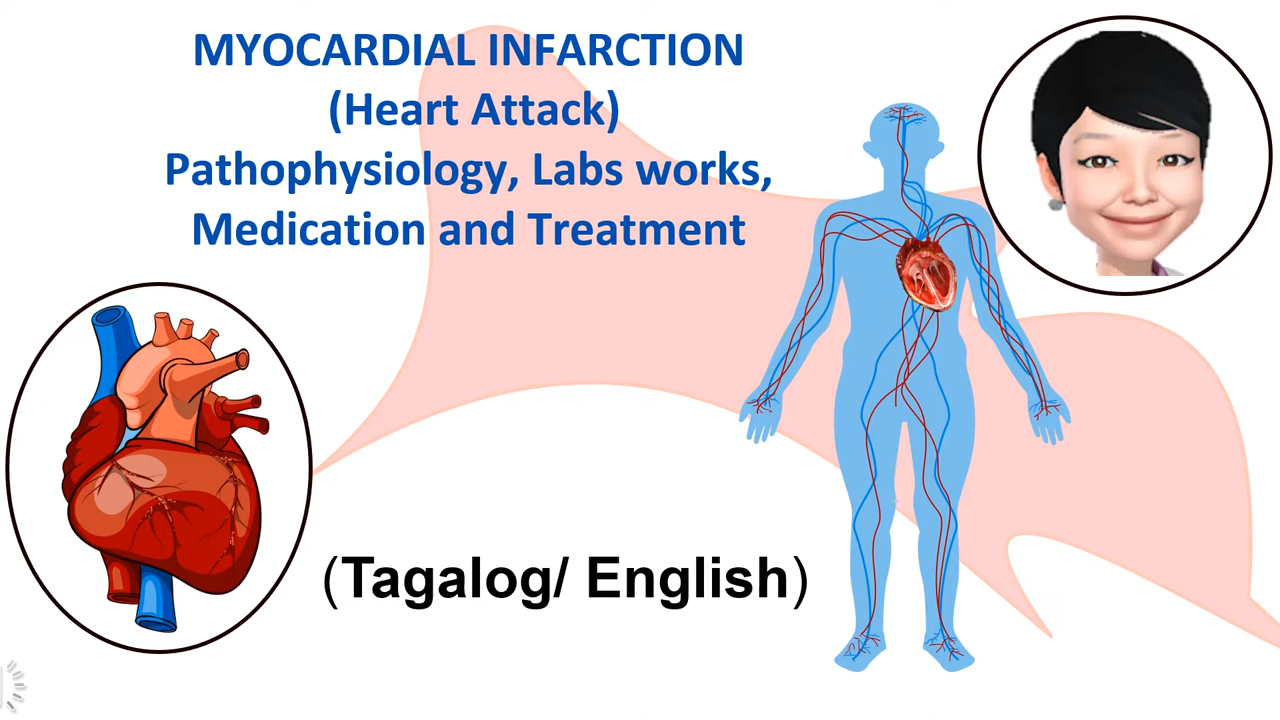 MYOCARDIAL INFARCTION
(Heart Attack)
Pathophysiology, Labs works,
Medication and Treatment
(Tagalog/ English)